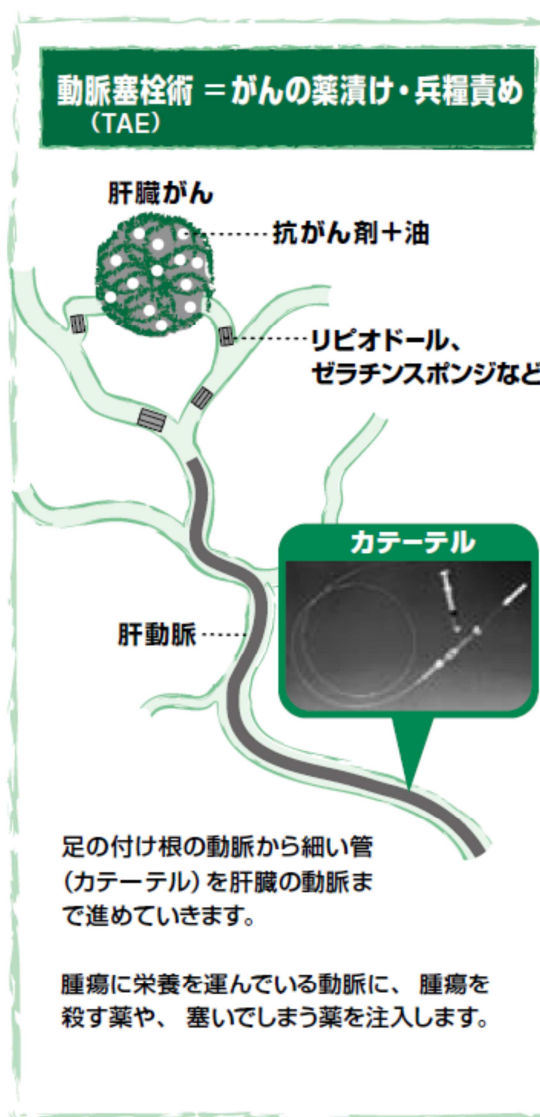 動脈塞栓術 =がんの薬漬け・兵糧責め
(TAE)
肝臓がん
抗がん剤+油
リピオドール、
ゼラチンスポンジなど
カテーテル
肝動脈
足の付け根の動脈から細い管
(カテーテル)を肝臓の動脈ま
で進めていきます。
腫瘍に栄養を運んでいる動脈に、腫瘍を
殺す薬や、塞いでしまう薬を注入します。